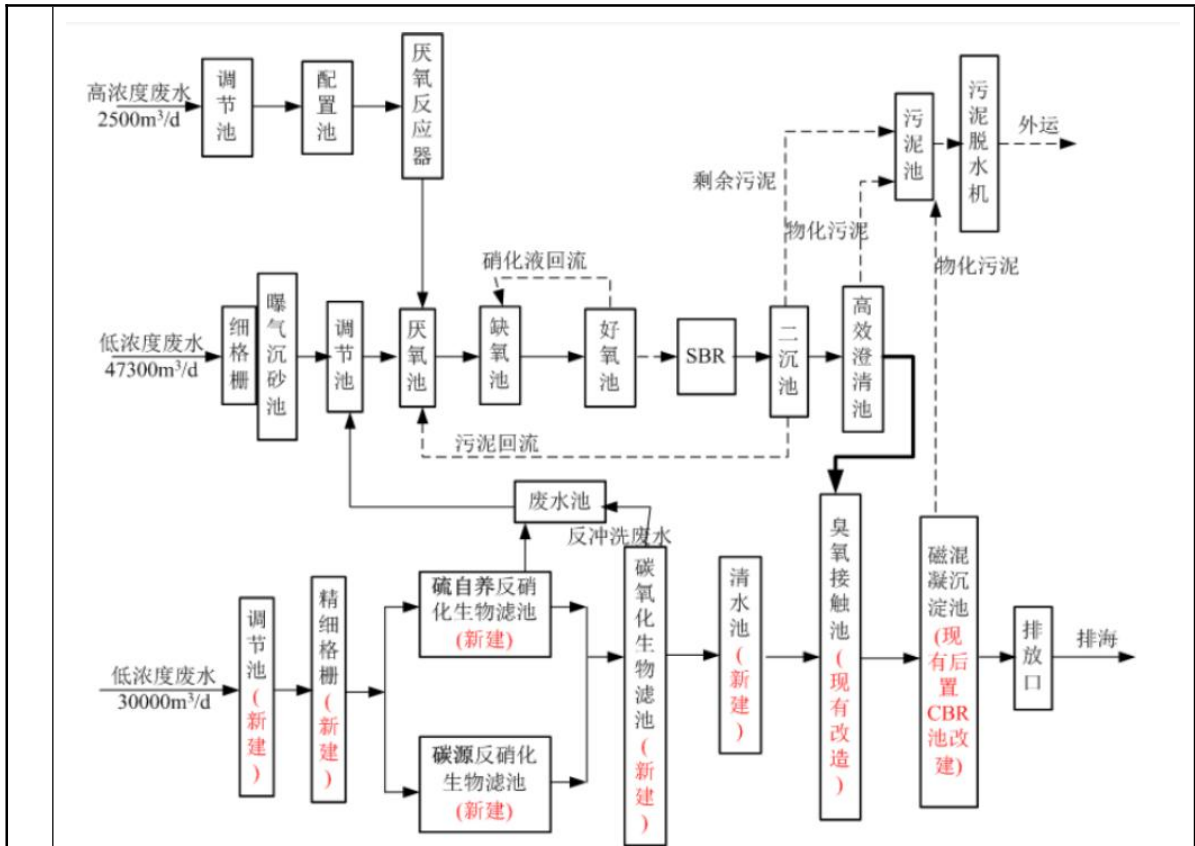 高浓度废水
2500m³/d
调节池
配置池
厌氧反应器
污泥池
污泥脱水机
外运
剩余污泥
物化污泥
物化污泥
硝化液回流
低浓度废水
47300m³/d
细格栅
曝气沉砂池
调节池
厌氧池
缺氧池
好氧池
SBR
二沉池
高效澄清池
污泥回流
废水池
反冲洗废水
低浓度废水
30000m³/d
调节池(新建)
精细格栅(新建)
硫自养反硝
化生物滤池
(新建)
碳源反硝化
生物滤池
(新建)
碳氧化生物滤池(新建)
清水池(新建)
臭氧接触池(现有改造)
磁混
凝沉
淀池
(现
有后
置
CBR
池改
建)
排放口
排海